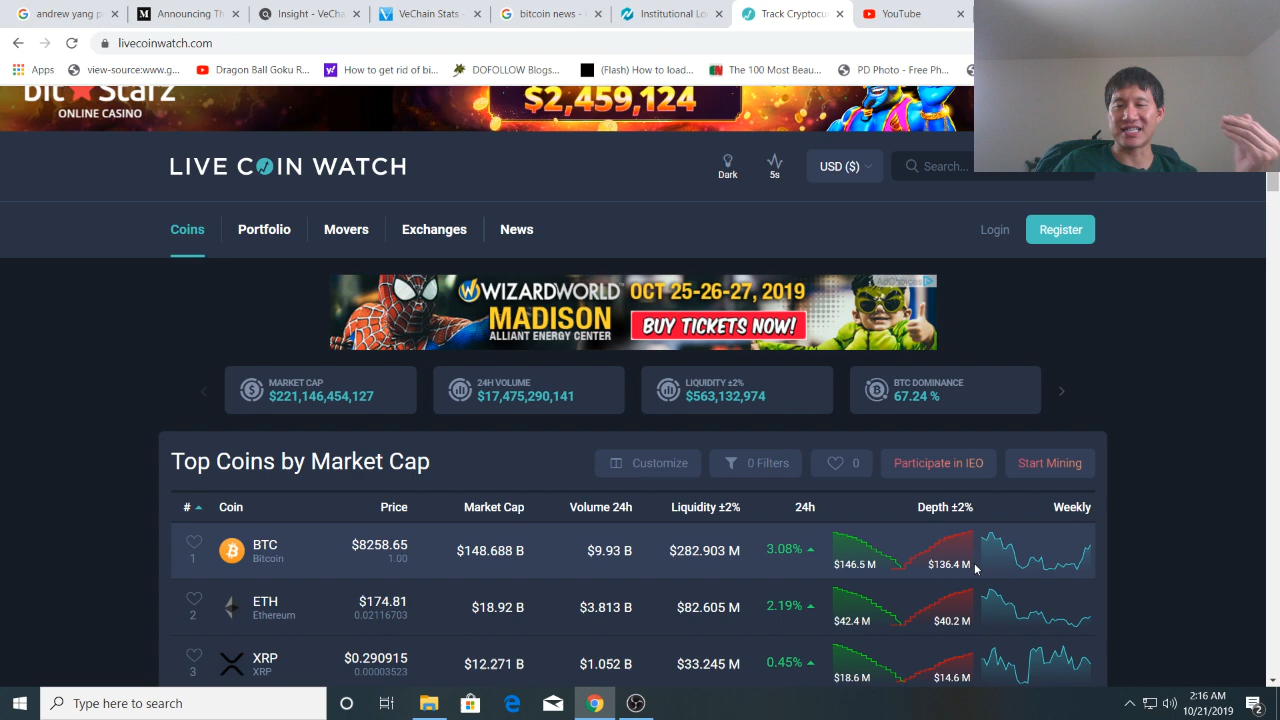 andrew yang pc
Announcing Th
Insight - VeCha
VeChain Stats -
bitcoin news -
Institutional Lo
Track Cryptocu
YouTube
livecoinwatch.com
Apps
view-source:www.g...
Dragon Ball Goku R...
How to get rid of bi...
DOFOLLOW Blogs...
(Flash) How to load...
The 100 Most Beau...
PD Photo - Free Ph...
bitStarz
ONLINE CASINO
$2,459,124
LIVE COIN WATCH
Dark
5s
USD ($)
Search...
Coins
Portfolio
Movers
Exchanges
News
Login
Register
WIZARD WORLD OCT 25-26-27, 2019
MADISON
ALLIANT ENERGY CENTER
BUY TICKETS NOW!
AdChoices
MARKET CAP
$221,146,454,127
24H VOLUME
$17,475,290,141
LIQUIDITY ±2%
$563,132,974
BTC DOMINANCE
67.24 %
Top Coins by Market Cap
Customize
0 Filters
0
Participate in IEO
Start Mining
# Coin Price Market Cap Volume 24h Liquidity ±2% 24h Depth ±2% Weekly
1 BTC Bitcoin $8258.65 1.00 $148.688 B $9.93 B $282.903 M 3.08% $146.5 M $136.4 M
2 ETH Ethereum $174.81 0.02116703 $18.92 B $3.813 B $82.605 M 2.19% $42.4 M $40.2 M
3 XRP XRP $0.290915 0.00003523 $12.271 B $1.052 B $33.245 M 0.45% $18.6 M $14.6 M
Type here to search
2:16 AM
10/21/2019
2